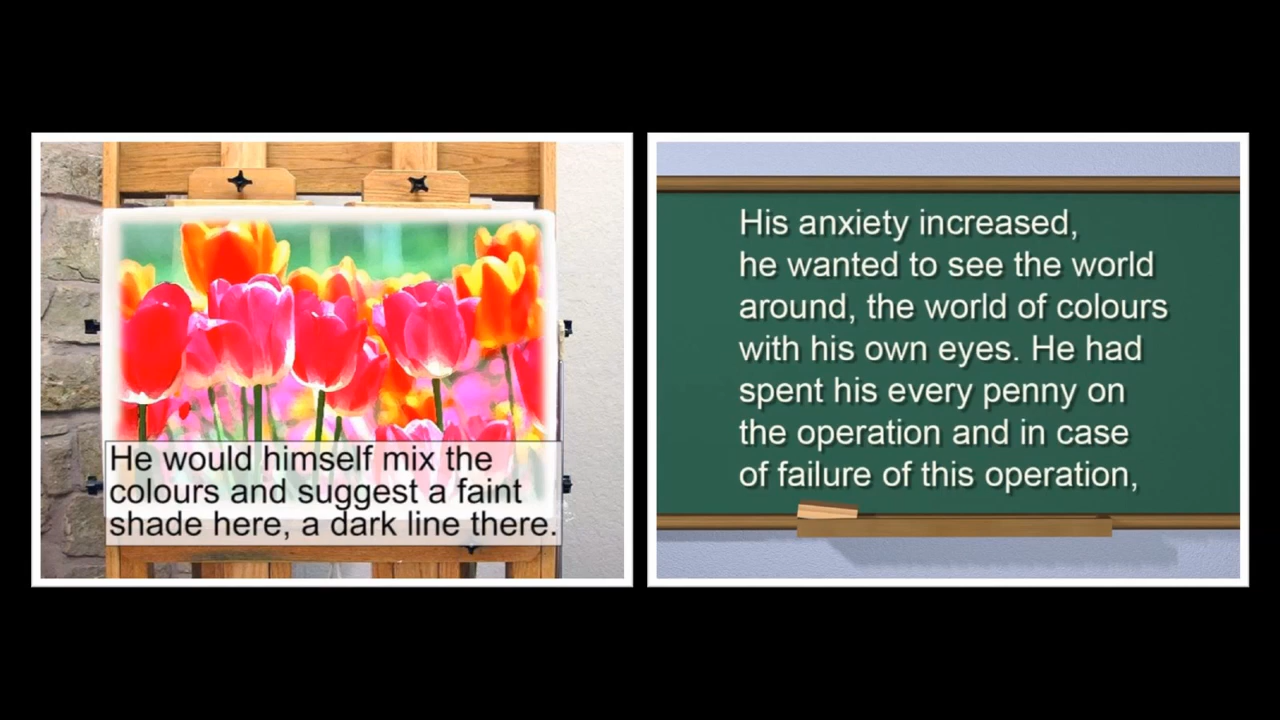 He would himself mix the
colours and suggest a faint
shade here, a dark line there.
His anxiety increased,
he wanted to see the world
around, the world of colours
with his own eyes. He had
spent his every penny on
the operation and in case
of failure of this operation,